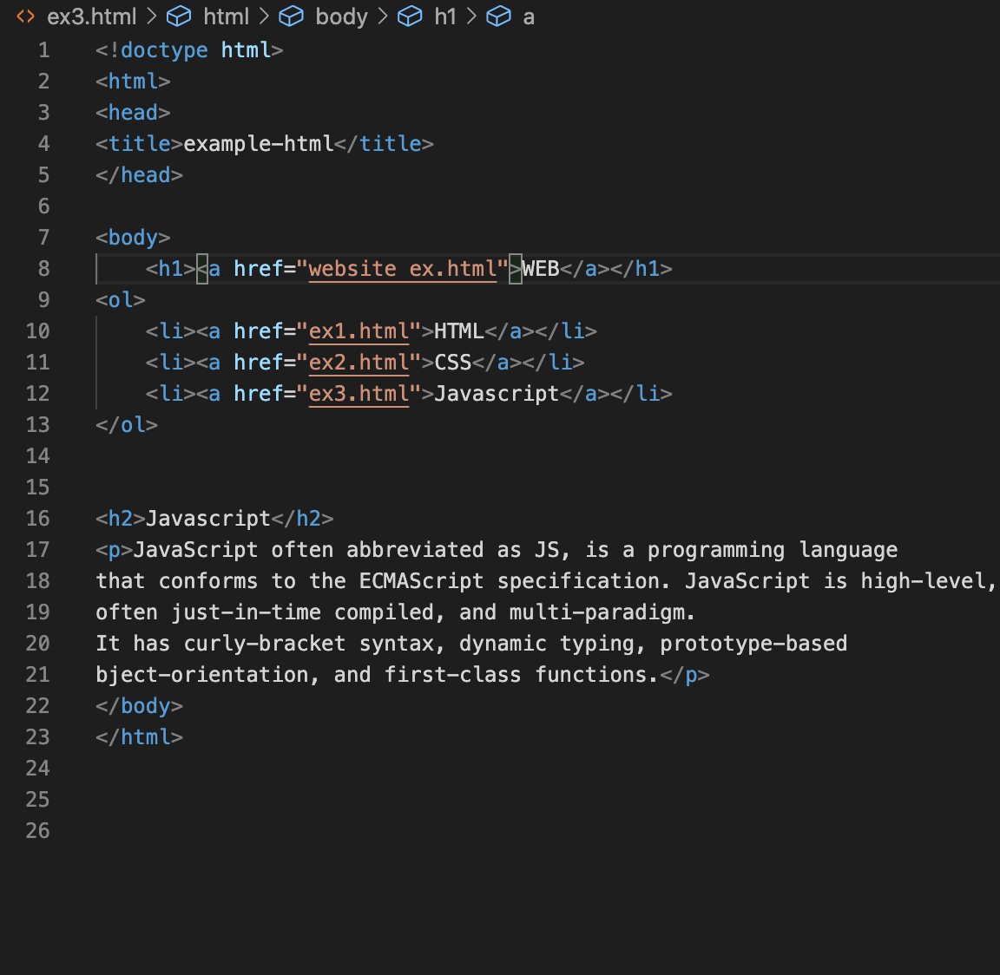 <> ex3.html > html > body > h1 > a
1 <!doctype html>
2 <html>
3 <head>
4 <title>example-html</title>
5 </head>
6
7 <body>
8     <h1><a href="website ex.html">WEB</a></h1>
9 <ol>
10     <li><a href="ex1.html">HTML</a></li>
11     <li><a href="ex2.html">CSS</a></li>
12     <li><a href="ex3.html">Javascript</a></li>
13 </ol>
14
15
16 <h2>Javascript</h2>
17 <p>JavaScript often abbreviated as JS, is a programming language
18 that conforms to the ECMAScript specification. JavaScript is high-level,
19 often just-in-time compiled, and multi-paradigm.
20 It has curly-bracket syntax, dynamic typing, prototype-based
21 bject-orientation, and first-class functions.</p>
22 </body>
23 </html>
24
25
26